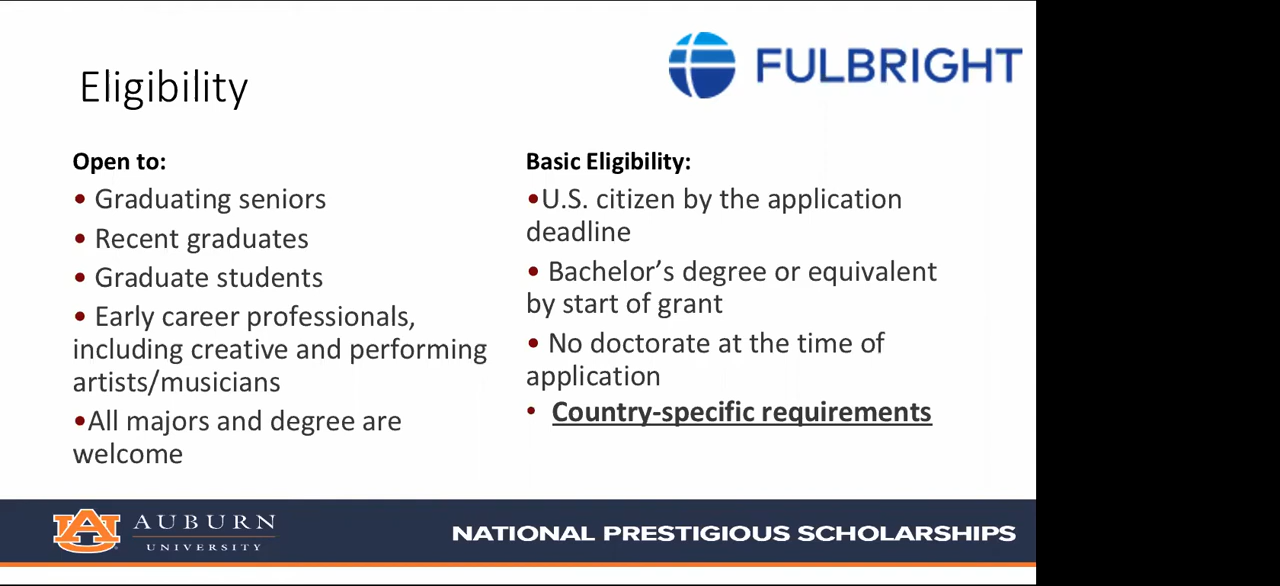 FULBRIGHT
Eligibility
Open to:
• Graduating seniors
• Recent graduates
• Graduate students
• Early career professionals,
including creative and performing
artists/musicians
•All majors and degree are
welcome
Basic Eligibility:
•U.S. citizen by the application
deadline
• Bachelor’s degree or equivalent
by start of grant
• No doctorate at the time of
application
• Country-specific requirements
AU
AUBURN
UNIVERSITY
NATIONAL PRESTIGIOUS SCHOLARSHIPS